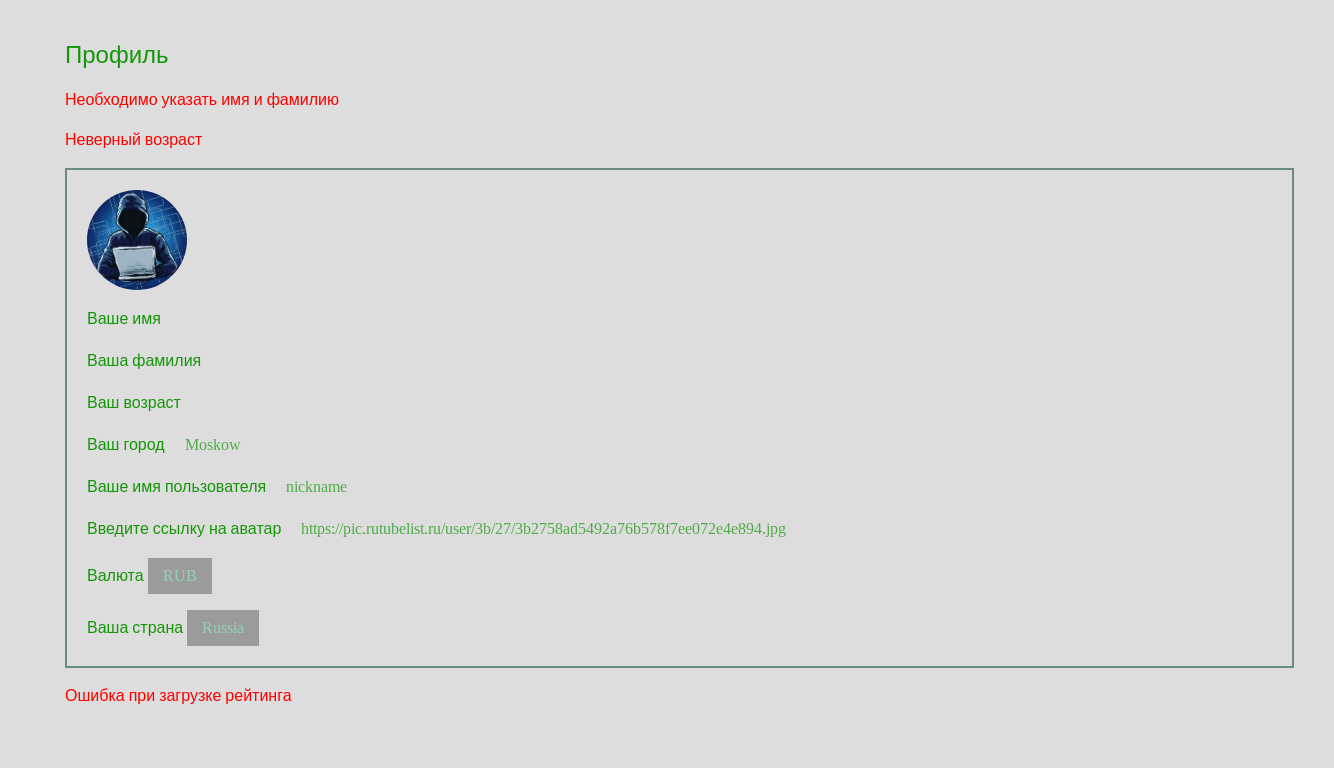 Профиль
Необходимо указать имя и фамилию
Неверный возраст
Ваше имя
Ваша фамилия
Ваш возраст
Ваш город Moskow
Ваше имя пользователя nickname
Введите ссылку на аватар https://pic.rutubelist.ru/user/3b/27/3b2758ad5492a76b578f7ee072e4e894.jpg
Валюта RUB
Ваша страна Russia
Ошибка при загрузке рейтинга